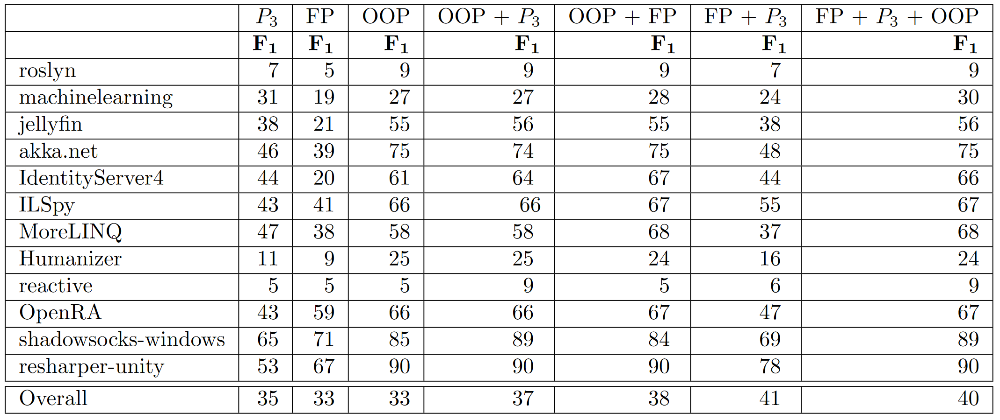 P3 FP OOP OOP + P3 OOP + FP FP + P3 FP + P3 + OOP
F1 F1 F1 F1 F1 F1 F1
roslyn 7 5 9 9 9 7 9
machinelearning 31 19 27 27 28 24 30
jellyfin 38 21 55 56 55 38 56
akka.net 46 39 75 74 75 48 75
IdentityServer4 44 20 61 64 67 44 66
ILSpy 43 41 66 66 67 55 67
MoreLINQ 47 38 58 58 68 37 68
Humanizer 11 9 25 25 24 16 24
reactive 5 5 5 9 5 6 9
OpenRA 43 59 66 66 67 47 67
shadowsocks-windows 65 71 85 89 84 69 89
resharper-unity 53 67 90 90 90 78 90
Overall 35 33 33 37 38 41 40